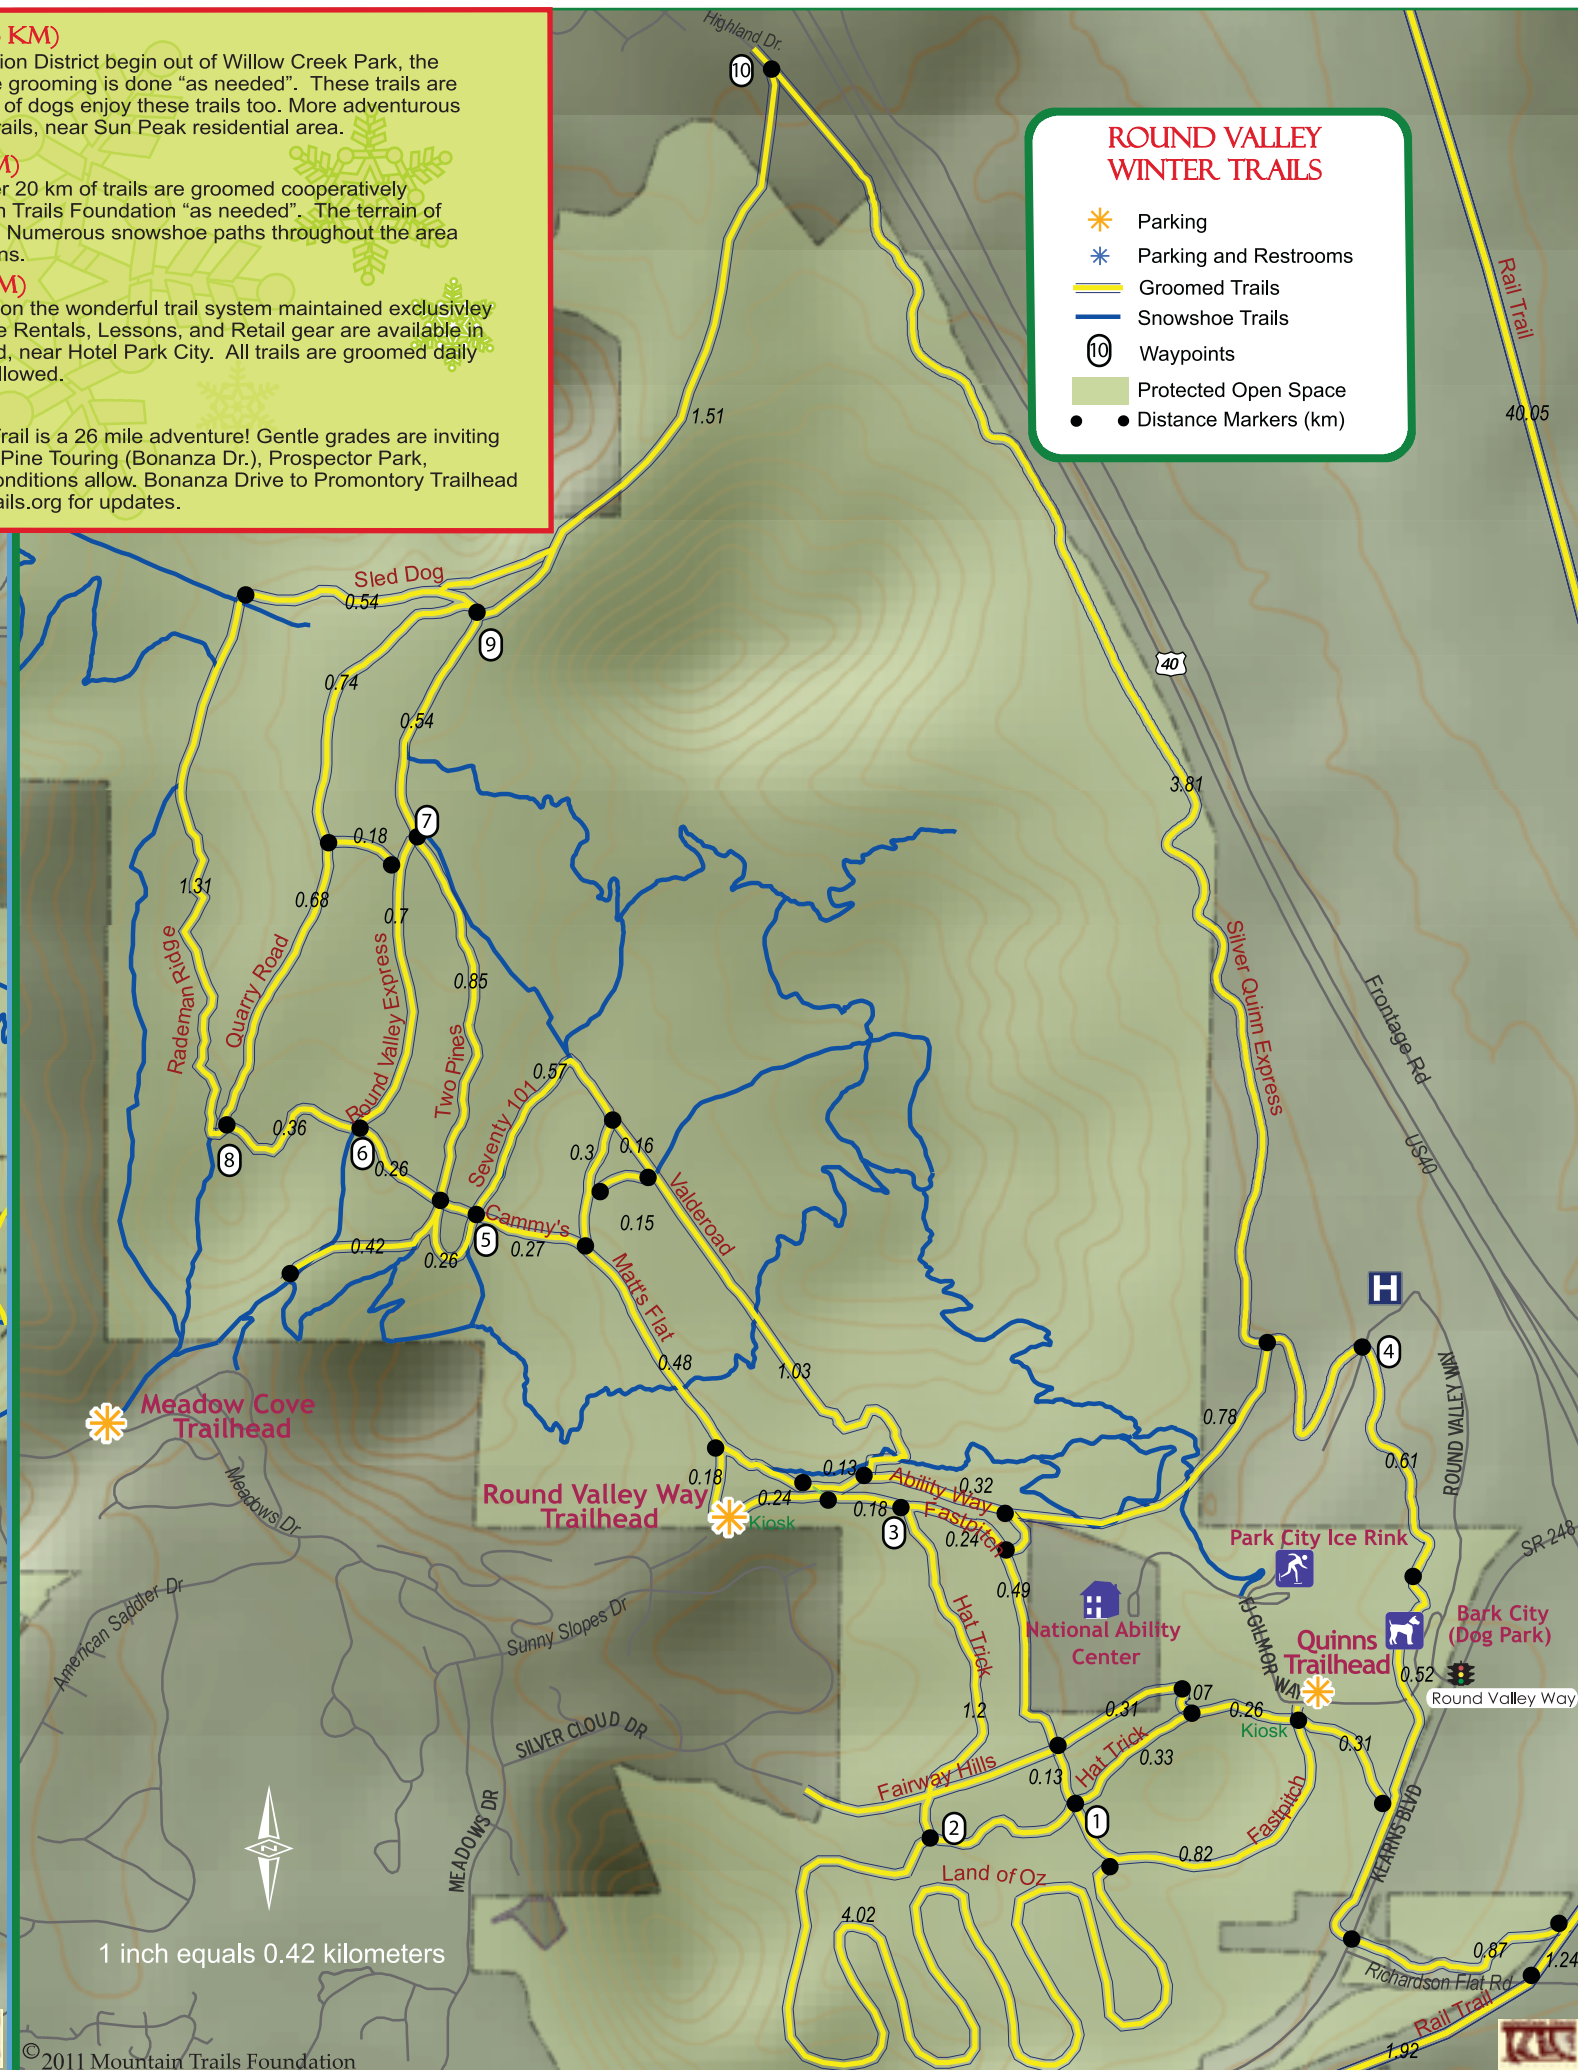 KM)
ion District begin out of Willow Creek Park, the
e grooming is done “as needed”. These trails are
of dogs enjoy these trails too. More adventurous
rails, near Sun Peak residential area.
M)
er 20 km of trails are groomed cooperatively
n Trails Foundation “as needed”. The terrain of
Numerous snowshoe paths throughout the area
ns.
M)
on the wonderful trail system maintained exclusivley
e Rentals, Lessons, and Retail gear are available in
d, near Hotel Park City. All trails are groomed daily
llowed.
Trail is a 26 mile adventure! Gentle grades are inviting
Pine Touring (Bonanza Dr.), Prospector Park,
onditions allow. Bonanza Drive to Promontory Trailhead
ails.org for updates.
Highland Dr.
10
ROUND VALLEY
WINTER TRAILS
Parking
Parking and Restrooms
Groomed Trails
Snowshoe Trails
10 Waypoints
Protected Open Space
Distance Markers (km)
Rail Trail
40.05
1.51
Sled Dog
0.54
9
40
0.74
0.54
3.81
7
0.18
1.31
0.68
0.7
0.85
Rademan Ridge
Quarry Road
Round Valley Express
Two Pines
Silver Quinn Express
Frontage Rd
US40
0.57
Seventy 101
0.36
8
6
0.26
0.3
0.16
Valderoad
0.15
Cammy's
5
0.27
0.42
0.26
Matt's Flat
0.48
1.03
H
4
ROUND VALLEY WAY
0.78
0.61
Meadow Cove
Trailhead
Meadows Dr
Round Valley Way
Trailhead
Kiosk
0.18
0.24
0.13
Ability Way
0.32
0.18
Fastpitch
3
0.24
0.49
SR-248
Park City Ice Rink
National Ability
Center
FJ GILMOR WAY
Quinns
Trailhead
Bark City
(Dog Park)
0.52
Round Valley Way
American Saddler Dr
Sunny Slopes Dr
SILVER CLOUD DR
MEADOWS DR
Hat Trick
1.2
0.31
.07
0.26
Kiosk
0.31
Hat Trick
0.33
Fairway Hills
0.13
1
2
Fastpitch
0.82
KEARNS BLVD
Land of Oz
4.02
N
1 inch equals 0.42 kilometers
0.87
1.24
Richardson Flat Rd
Rail Trail
1.92
©2011 Mountain Trails Foundation